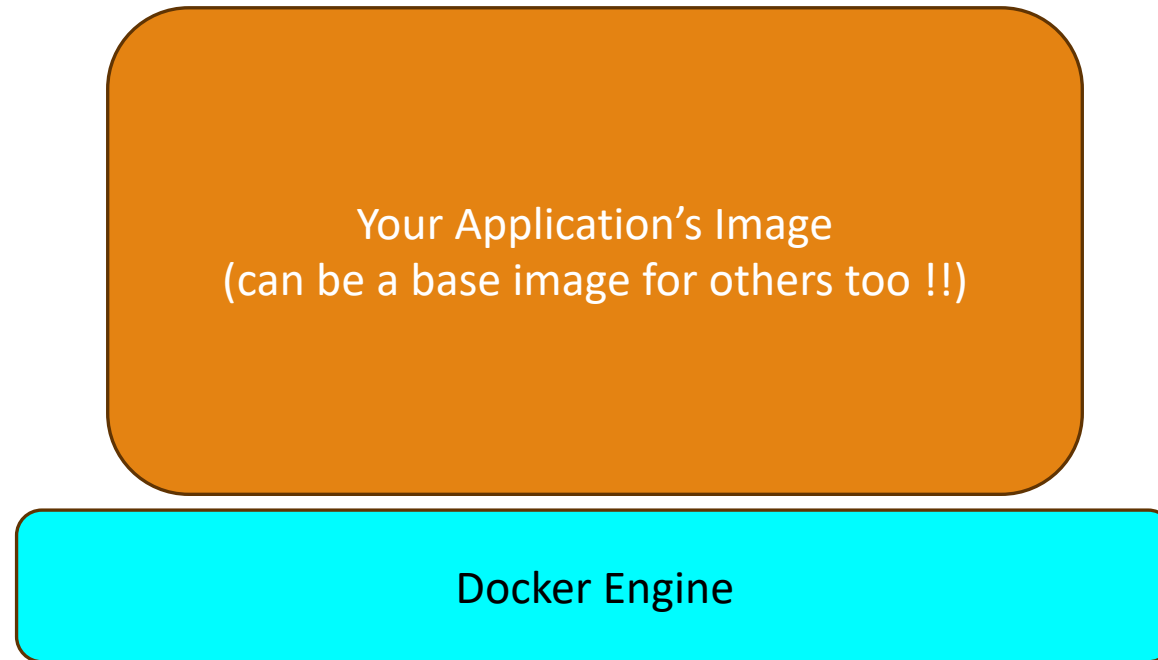 Your Application’s Image
(can be a base image for others too !!)
Docker Engine